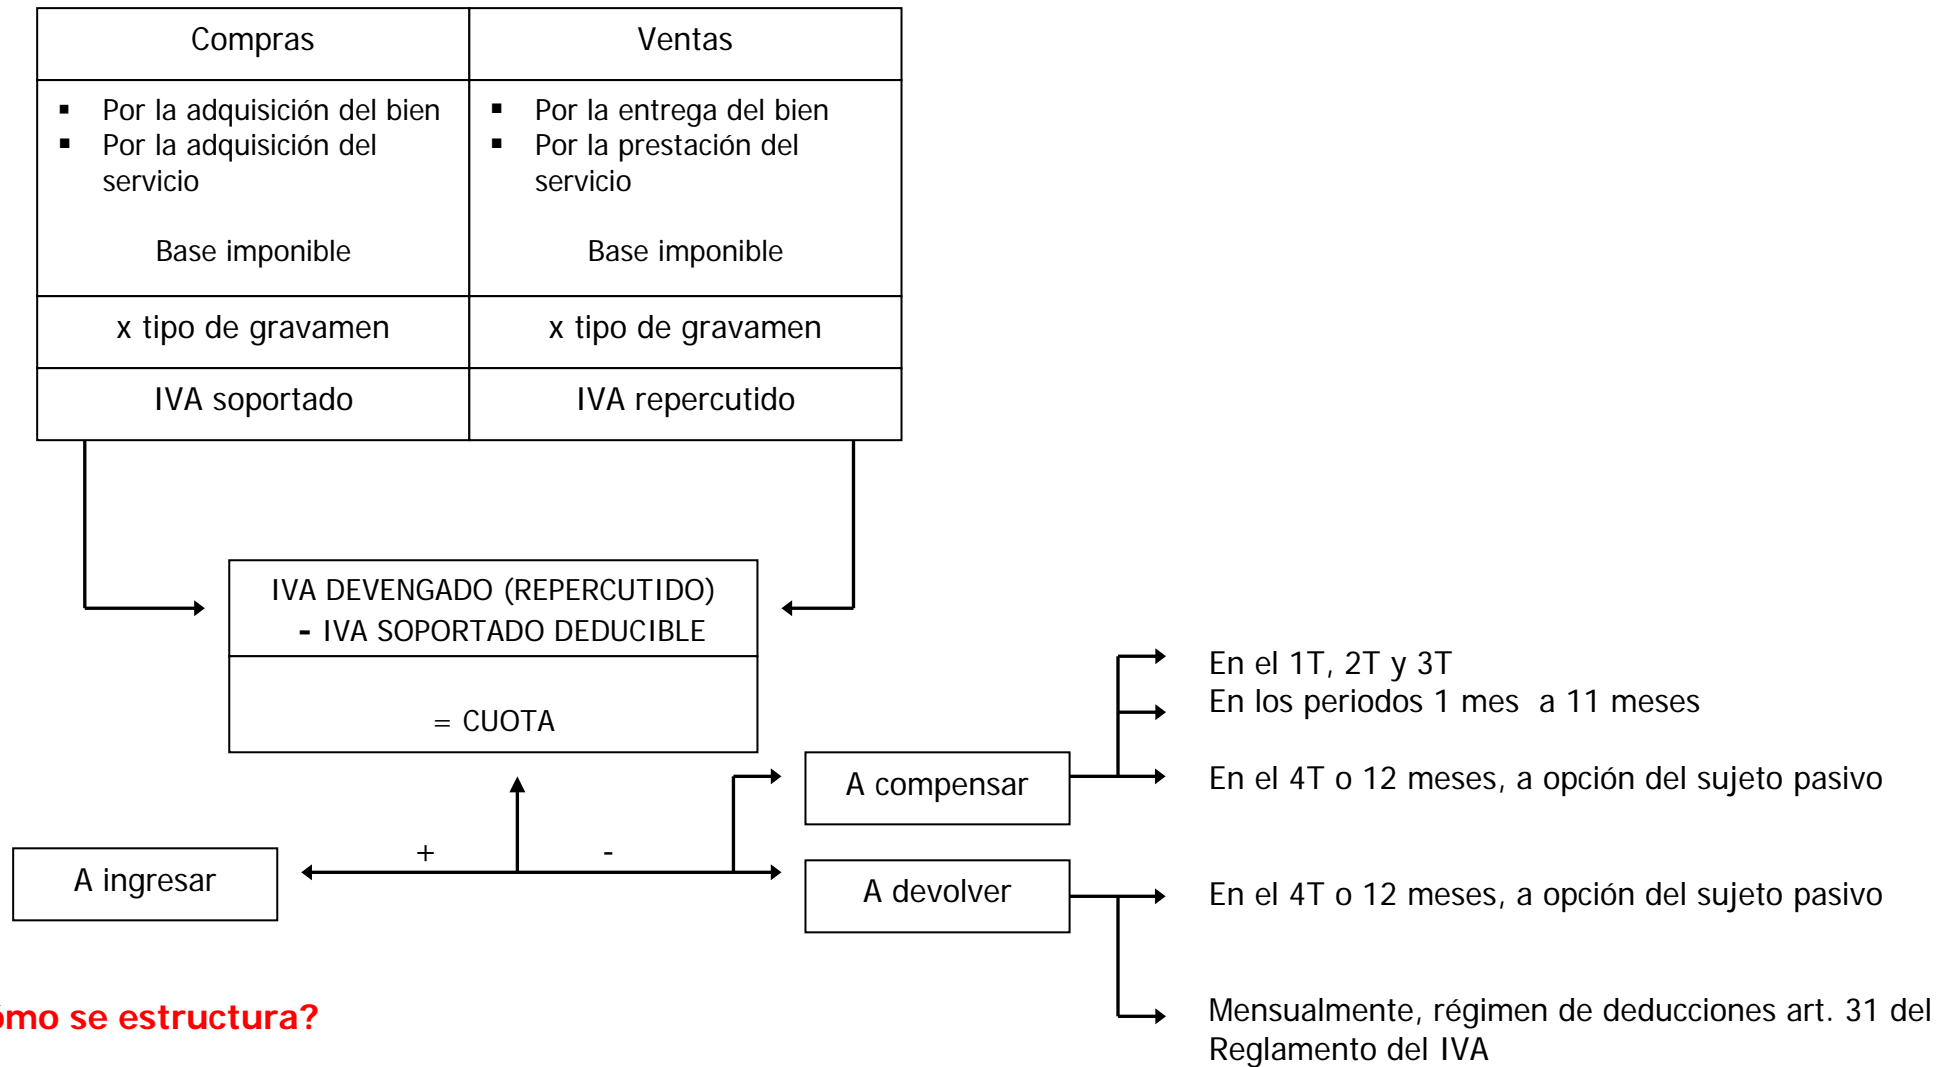 Compras
Ventas
▪ Por la adquisición del bien
▪ Por la adquisición del
servicio
Base imponible
▪ Por la entrega del bien
▪ Por la prestación del
servicio
Base imponible
x tipo de gravamen
x tipo de gravamen
IVA soportado
IVA repercutido
IVA DEVENGADO (REPERCUTIDO)
- IVA SOPORTADO DEDUCIBLE
= CUOTA
En el 1T, 2T y 3T
En los periodos 1 mes a 11 meses
A compensar
En el 4T o 12 meses, a opción del sujeto pasivo
+
-
A ingresar
A devolver
En el 4T o 12 meses, a opción del sujeto pasivo
ómo se estructura?
Mensualmente, régimen de deducciones art. 31 del
Reglamento del IVA